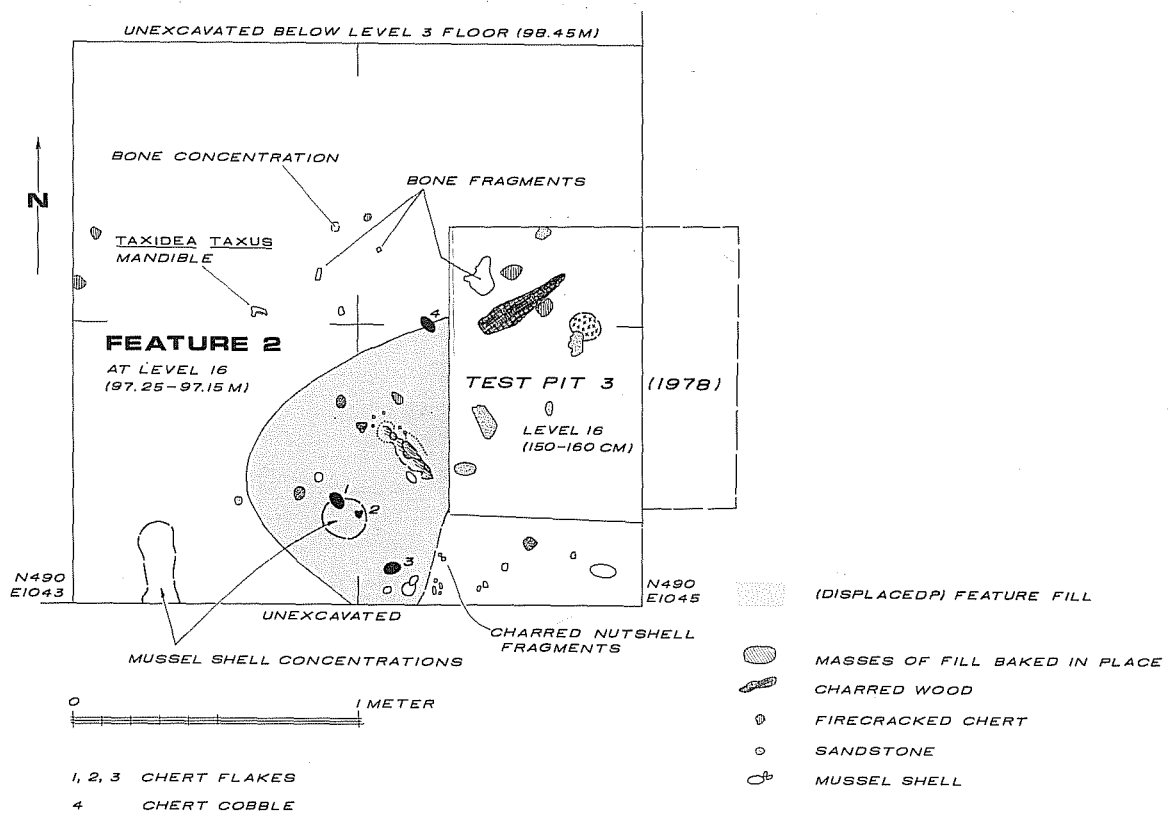 UNEXCAVATED BELOW LEVEL 3 FLOOR (98.45M)
BONE CONCENTRATION
BONE FRAGMENTS
N
TAXIDEA TAXUS
MANDIBLE
4
FEATURE 2
AT LEVEL 16
(97.25-97.15M)
TEST PIT 3 (1978)
LEVEL 16
(150-160 CM)
1
2
3
N490
E1043
N490
E1045
UNEXCAVATED
CHARRED NUTSHELL
FRAGMENTS
MUSSEL SHELL CONCENTRATIONS
0 1 METER
1, 2, 3 CHERT FLAKES
4 CHERT COBBLE
(DISPLACEDP) FEATURE FILL
MASSES OF FILL BAKED IN PLACE
CHARRED WOOD
FIRECRACKED CHERT
SANDSTONE
MUSSEL SHELL